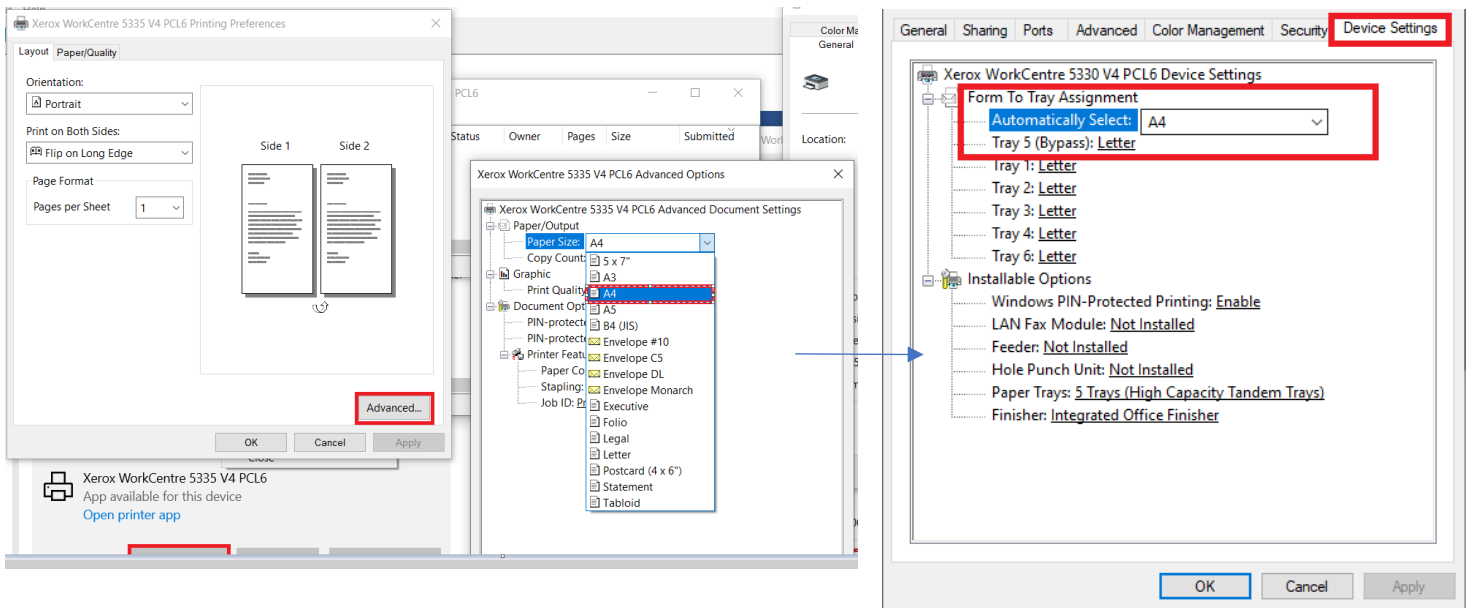 Xerox WorkCentre 5335 V4 PCL6 Printing Preferences
Layout Paper/Quality
Orientation:
Portrait
Print on Both Sides:
Flip on Long Edge
Page Format
Pages per Sheet 1
Side 1 Side 2
Advanced...
OK Cancel Apply
Xerox WorkCentre 5335 V4 PCL6
App available for this device
Open printer app
PCL6
Status Owner Pages Size Submitted
Color Ma
General
Location:
Xerox WorkCentre 5335 V4 PCL6 Advanced Options
Xerox WorkCentre 5335 V4 PCL6 Advanced Document Settings
Paper/Output
Paper Size: A4
Copy Count:
Graphic
Print Quality
Document Opt
PIN-protect
PIN-protect
Printer Featu
Paper Co
Stapling:
Job ID: Pr
5 x 7"
A3
A4
A5
B4 (JIS)
Envelope #10
Envelope C5
Envelope DL
Envelope Monarch
Executive
Folio
Legal
Letter
Postcard (4 x 6")
Statement
Tabloid
General Sharing Ports Advanced Color Management Security Device Settings
Xerox WorkCentre 5330 V4 PCL6 Device Settings
Form To Tray Assignment
Automatically Select: A4
Tray 5 (Bypass): Letter
Tray 1: Letter
Tray 2: Letter
Tray 3: Letter
Tray 4: Letter
Tray 6: Letter
Installable Options
Windows PIN-Protected Printing: Enable
LAN Fax Module: Not Installed
Feeder: Not Installed
Hole Punch Unit: Not Installed
Paper Trays: 5 Trays (High Capacity Tandem Trays)
Finisher: Integrated Office Finisher
OK Cancel Apply